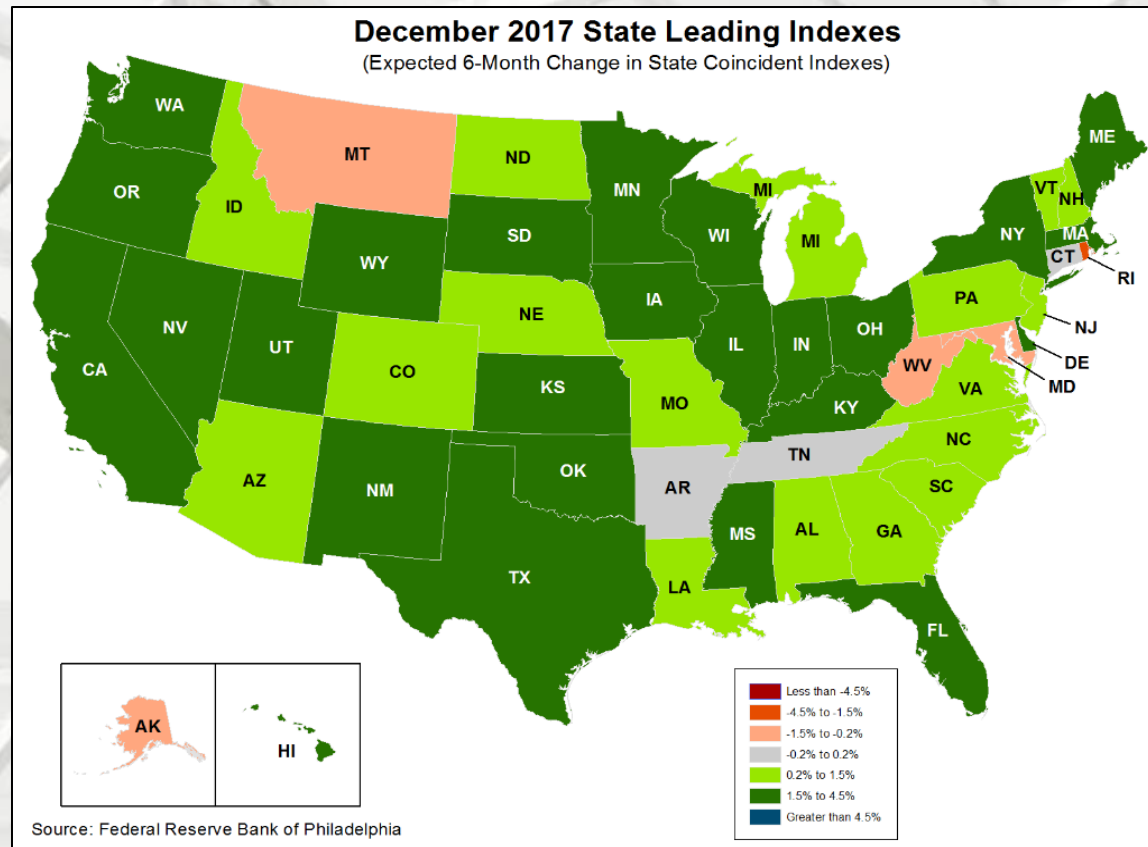 December 2017 State Leading Indexes
(Expected 6-Month Change in State Coincident Indexes)
WA
MT
ND
MN
ME
OR
ID
SD
WI
MI
VT
NH
NY
MA
WY
MI
CT
RI
IA
NE
PA
NV
UT
IL
IN
OH
NJ
CA
CO
WV
DE
KS
MO
VA
MD
KY
NC
TN
AZ
OK
NM
AR
SC
MS
AL
GA
TX
LA
FL
AK
HI
Less than -4.5%
-4.5% to -1.5%
-1.5% to -0.2%
-0.2% to 0.2%
0.2% to 1.5%
1.5% to 4.5%
Greater than 4.5%
Source: Federal Reserve Bank of Philadelphia